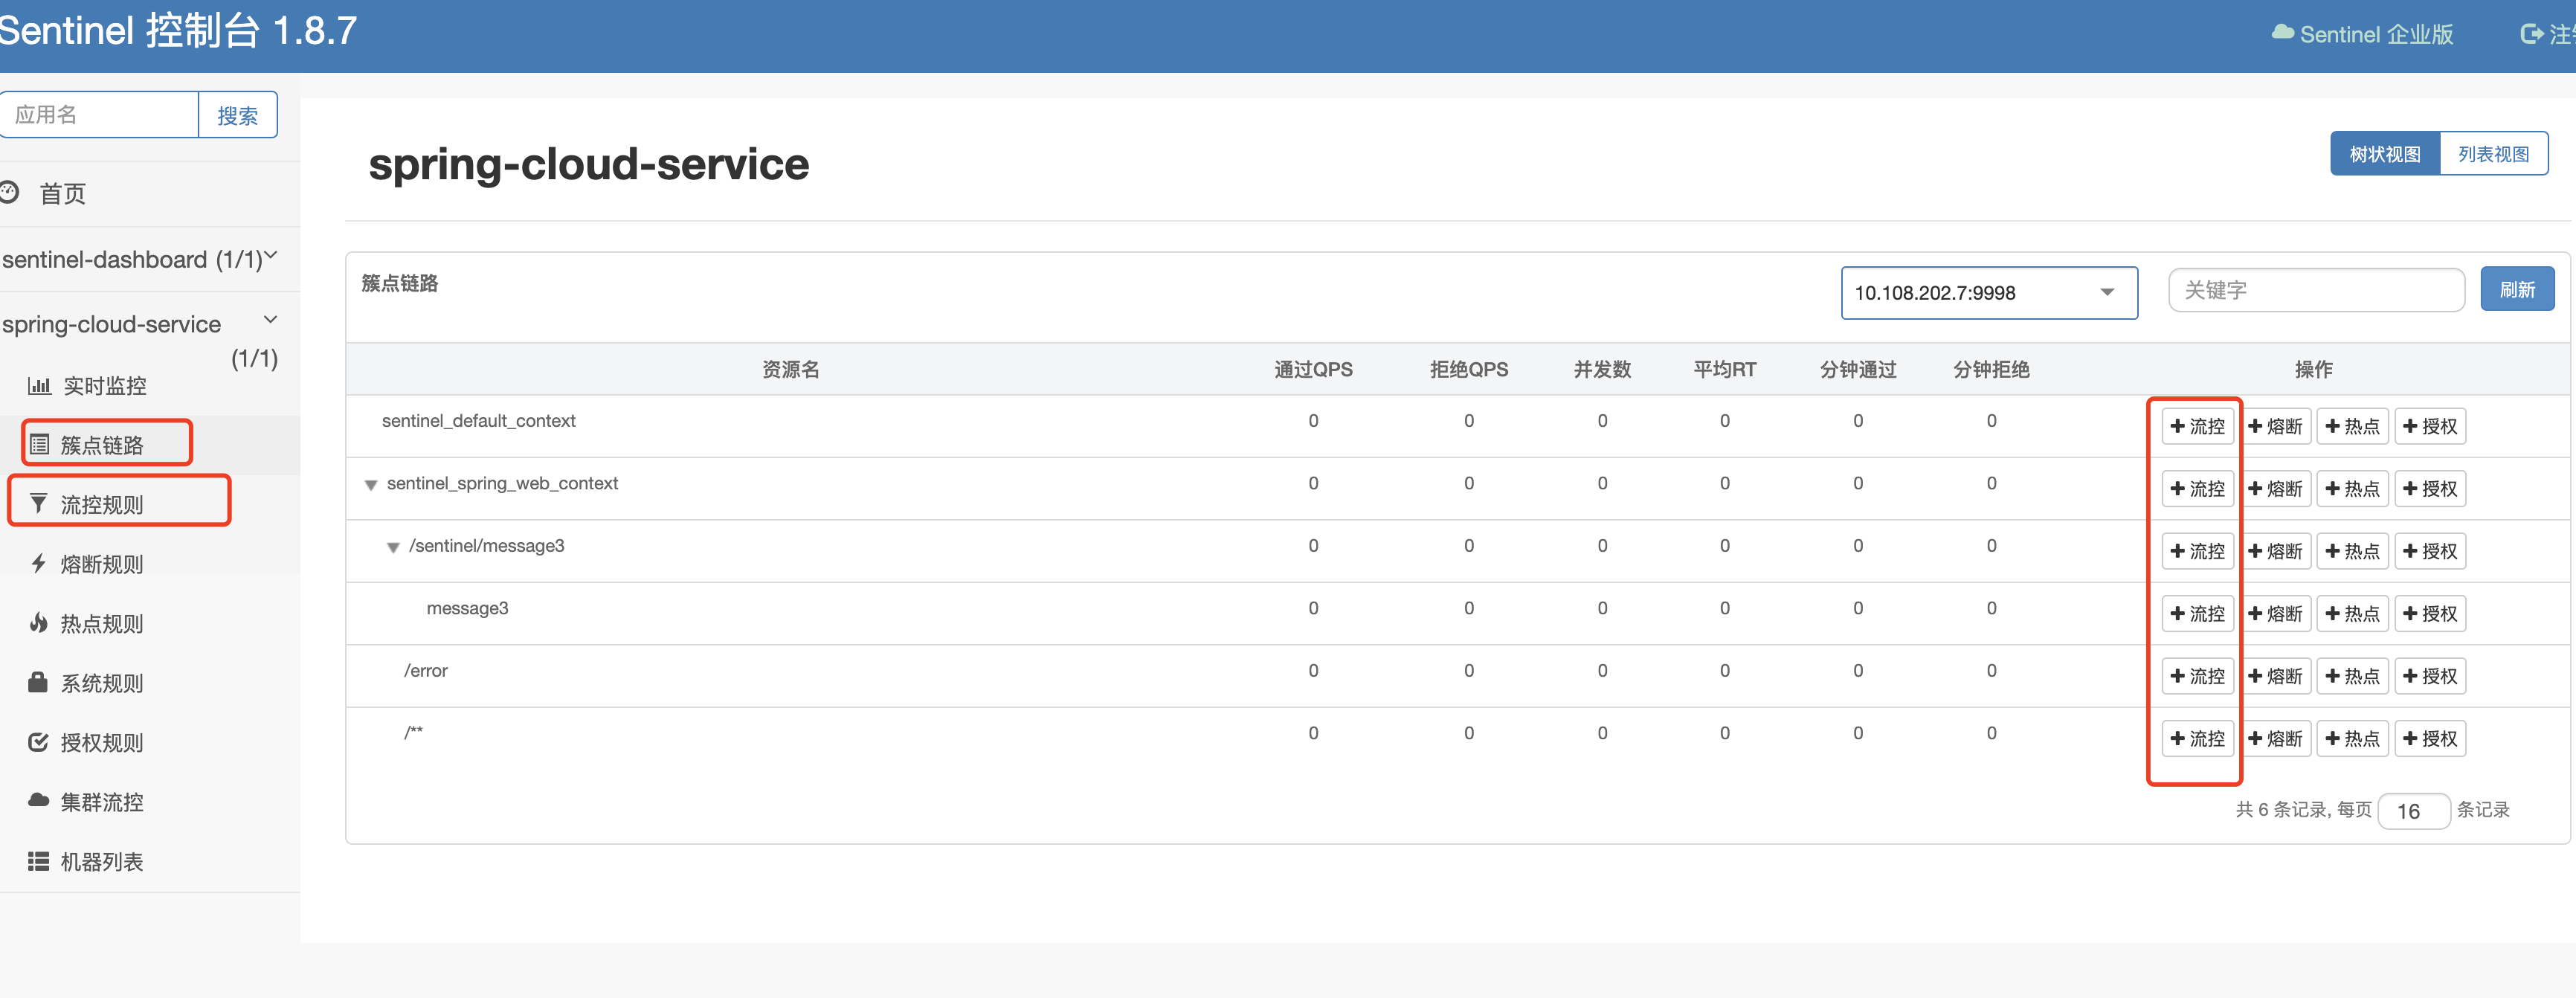 Sentinel 控制台 1.8.7
Sentinel 企业版
注
应用名
搜索
首页
sentinel-dashboard (1/1)
spring-cloud-service
(1/1)
实时监控
簇点链路
流控规则
熔断规则
热点规则
系统规则
授权规则
集群流控
机器列表
spring-cloud-service
树状视图 列表视图
簇点链路
10.108.202.7:9998
关键字
刷新
资源名 通过QPS 拒绝QPS 并发数 平均RT 分钟通过 分钟拒绝 操作
sentinel_default_context 0 0 0 0 0 0 流控 熔断 热点 授权
sentinel_spring_web_context 0 0 0 0 0 0 流控 熔断 热点 授权
/sentinel/message3 0 0 0 0 0 0 流控 熔断 热点 授权
message3 0 0 0 0 0 0 流控 熔断 热点 授权
/error 0 0 0 0 0 0 流控 熔断 热点 授权
/** 0 0 0 0 0 0 流控 熔断 热点 授权
共 6 条记录, 每页 16 条记录